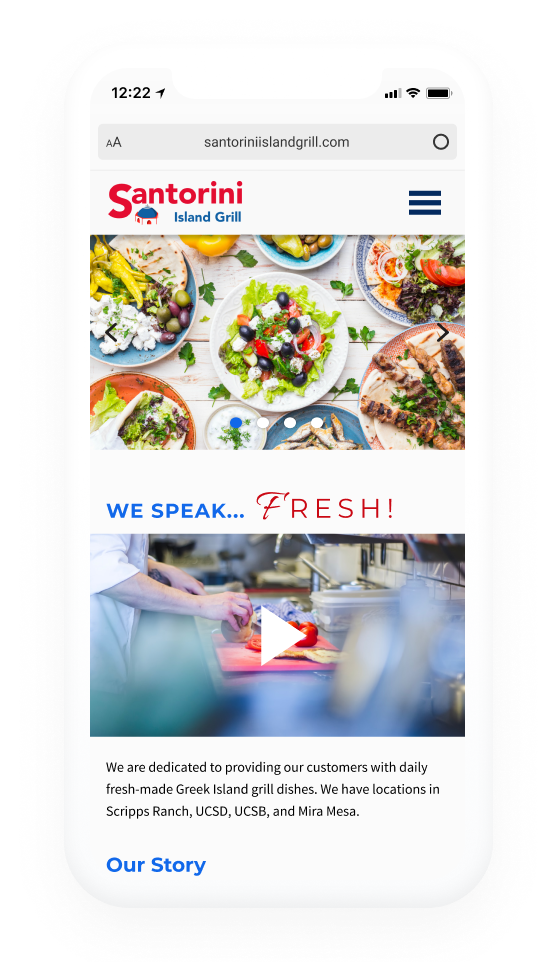 12:22
AA santoriniislandgrill.com
Santorini
Island Grill
WE SPEAK... FRESH!
We are dedicated to providing our customers with daily
fresh-made Greek Island grill dishes. We have locations in
Scripps Ranch, UCSD, UCSB, and Mira Mesa.
Our Story